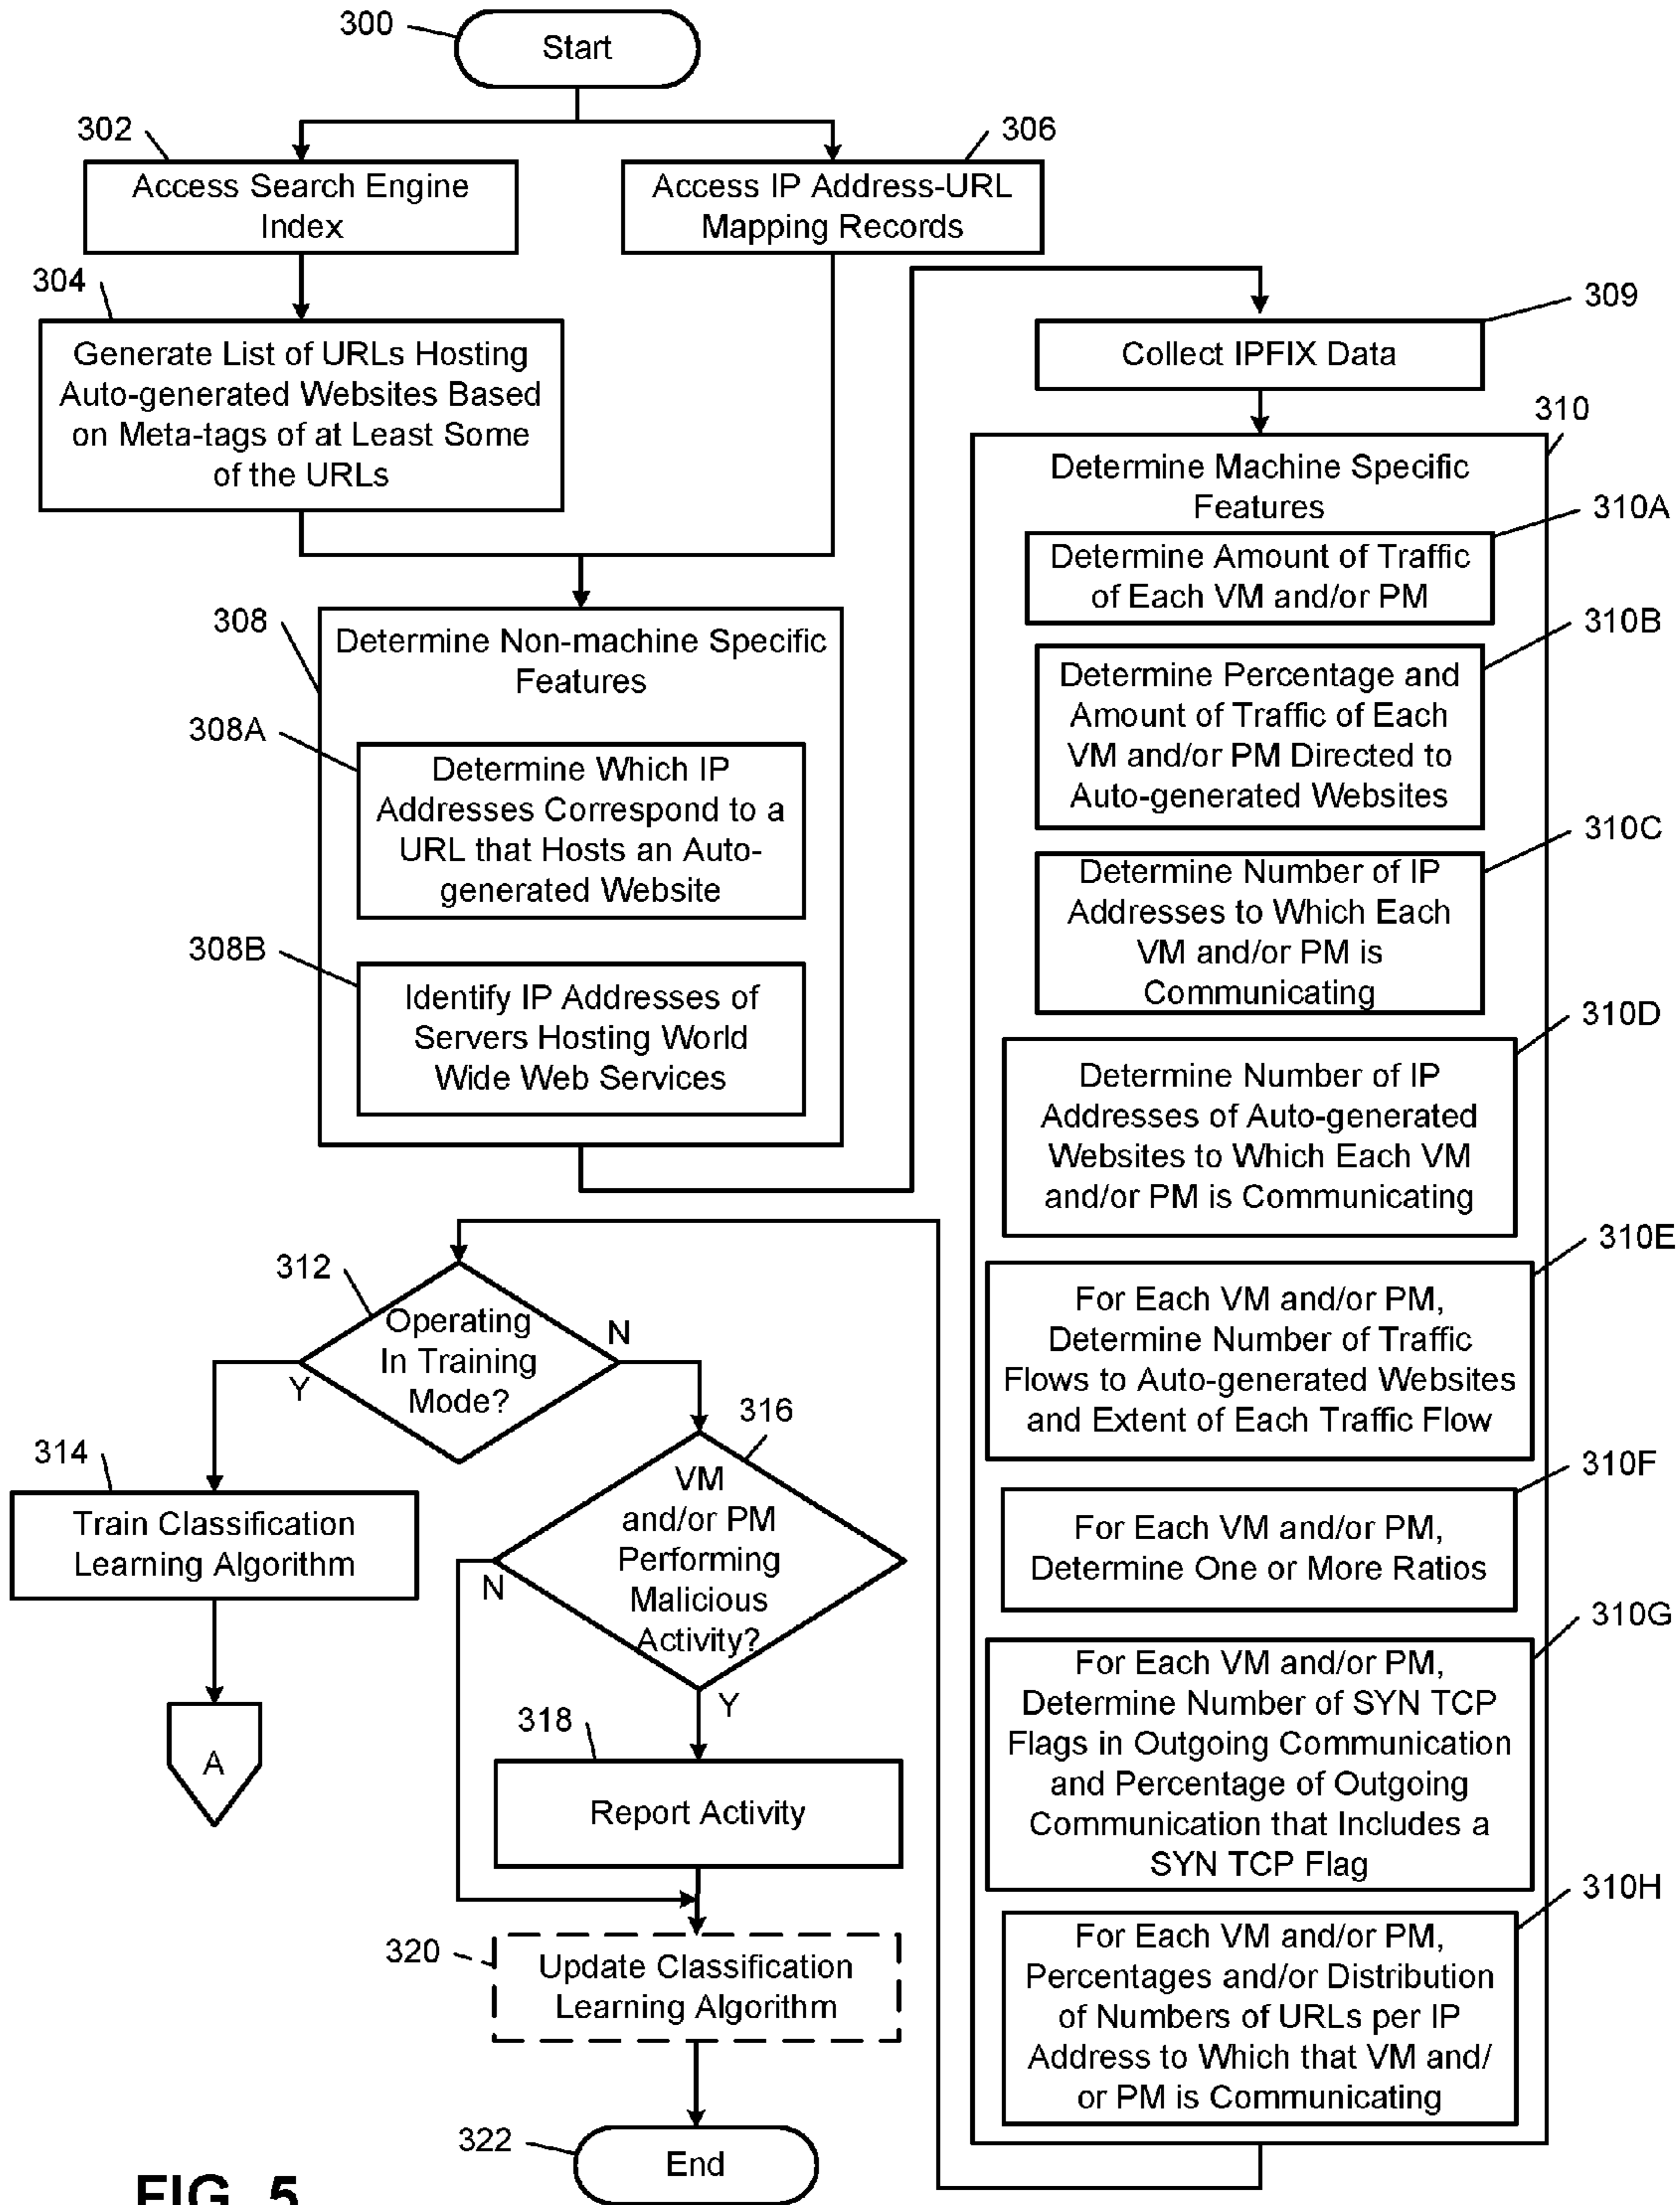 300
Start
302
Access Search Engine
Index
306
Access IP Address-URL
Mapping Records
304
Generate List of URLs Hosting
Auto-generated Websites Based
on Meta-tags of at Least Some
of the URLs
308
Determine Non-machine Specific
Features
308A
Determine Which IP
Addresses Correspond to a
URL that Hosts an Auto-
generated Website
308B
Identify IP Addresses of
Servers Hosting World
Wide Web Services
309
Collect IPFIX Data
310
Determine Machine Specific
Features
310A
Determine Amount of Traffic
of Each VM and/or PM
310B
Determine Percentage and
Amount of Traffic of Each
VM and/or PM Directed to
Auto-generated Websites
310C
Determine Number of IP
Addresses to Which Each
VM and/or PM is
Communicating
310D
Determine Number of IP
Addresses of Auto-generated
Websites to Which Each VM
and/or PM is Communicating
310E
For Each VM and/or PM,
Determine Number of Traffic
Flows to Auto-generated Websites
and Extent of Each Traffic Flow
310F
For Each VM and/or PM,
Determine One or More Ratios
310G
For Each VM and/or PM,
Determine Number of SYN TCP
Flags in Outgoing Communication
and Percentage of Outgoing
Communication that Includes a
SYN TCP Flag
310H
For Each VM and/or PM,
Percentages and/or Distribution
of Numbers of URLs per IP
Address to Which that VM and/
or PM is Communicating
312
Operating
In Training
Mode?
Y
N
314
Train Classification
Learning Algorithm
A
316
VM
and/or PM
Performing
Malicious
Activity?
N
Y
318
Report Activity
320
Update Classification
Learning Algorithm
322
End
FIG. 5